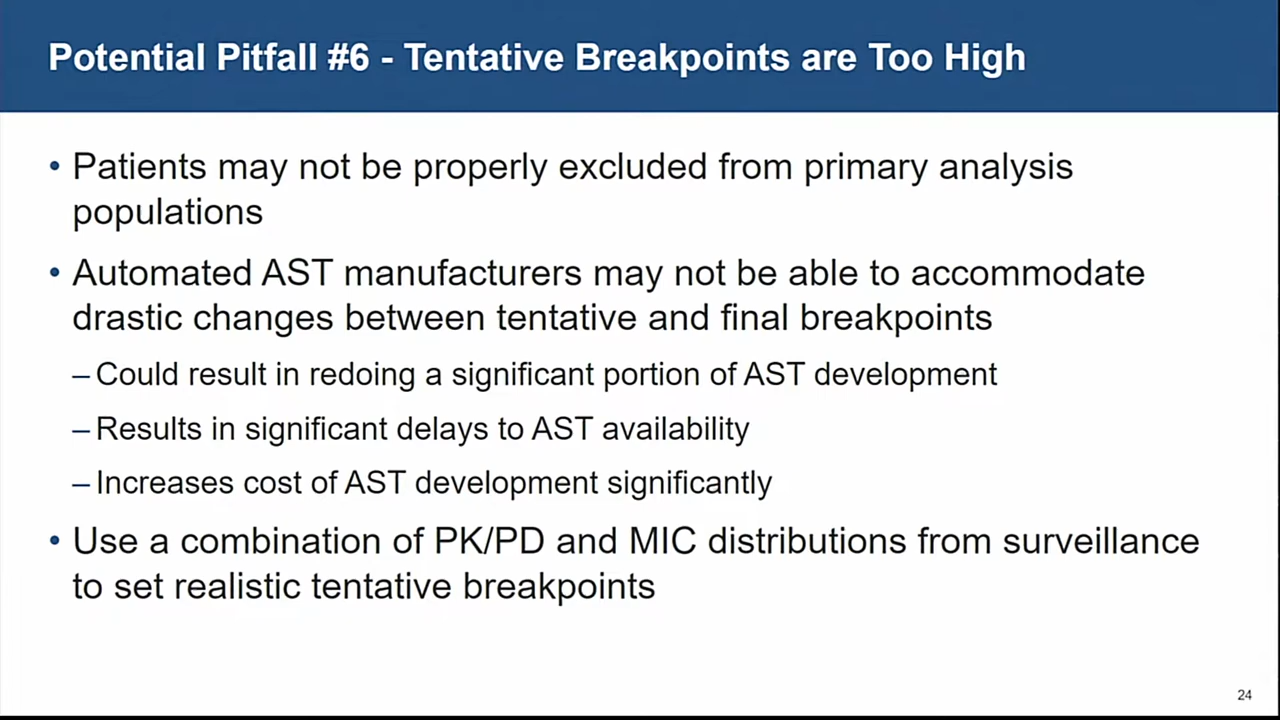 Potential Pitfall #6 - Tentative Breakpoints are Too High
• Patients may not be properly excluded from primary analysis
populations
• Automated AST manufacturers may not be able to accommodate
drastic changes between tentative and final breakpoints
– Could result in redoing a significant portion of AST development
– Results in significant delays to AST availability
– Increases cost of AST development significantly
• Use a combination of PK/PD and MIC distributions from surveillance
to set realistic tentative breakpoints
24